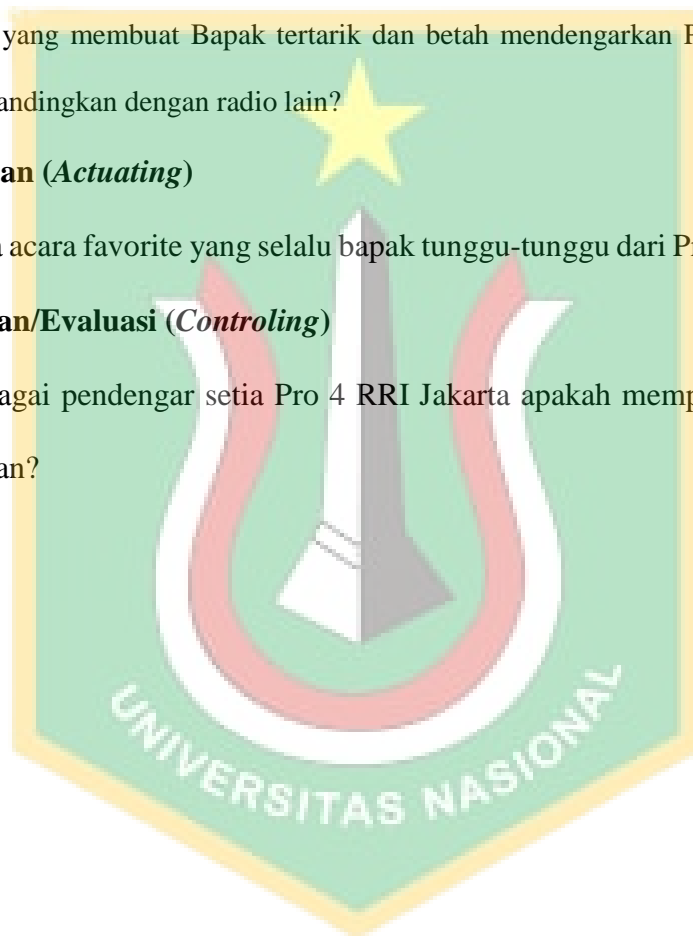 yang membuat Bapak tertarik dan betah mendengarkan
andingkan dengan radio lain?
an (Actuating)
acara favorite yang selalu bapak tunggu-tunggu dari
an/Evaluasi (Controling)
agai pendengar setia Pro 4 RRI Jakarta apakah memp
an?
UNIVERSITAS NASIONAL